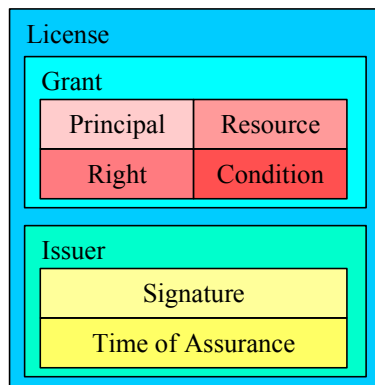 License
Grant
Principal Resource
Right Condition
Issuer
Signature
Time of Assurance